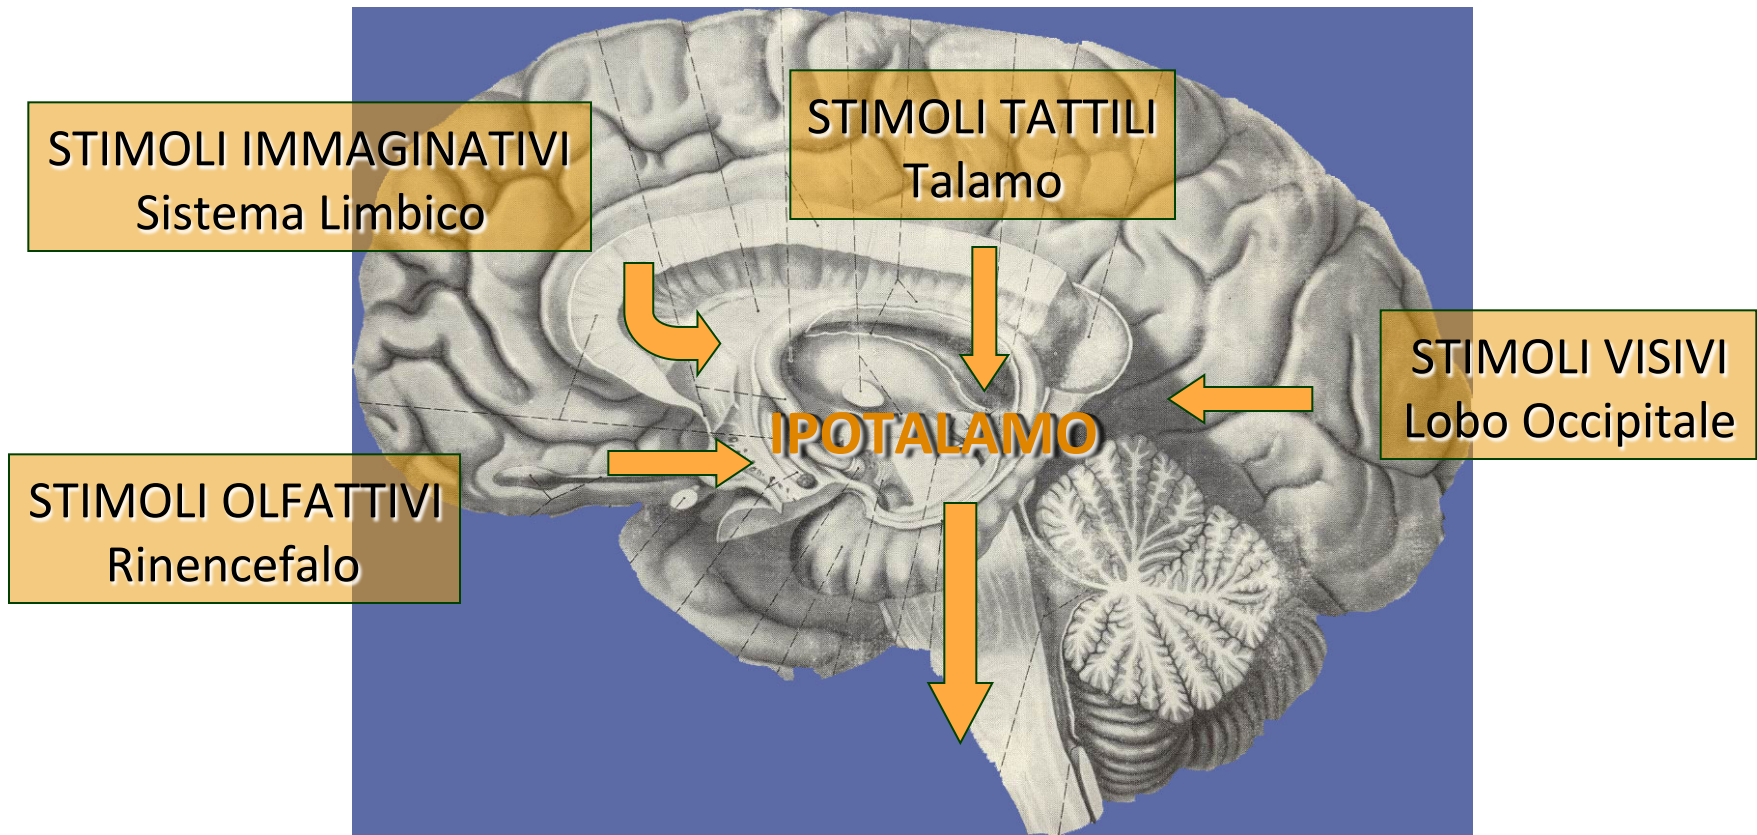 STIMOLI IMMAGINATIVI
Sistema Limbico
STIMOLI TATTILI
Talamo
STIMOLI VISIVI
Lobo Occipitale
IPOTALAMO
STIMOLI OLFATTIVI
Rinencefalo